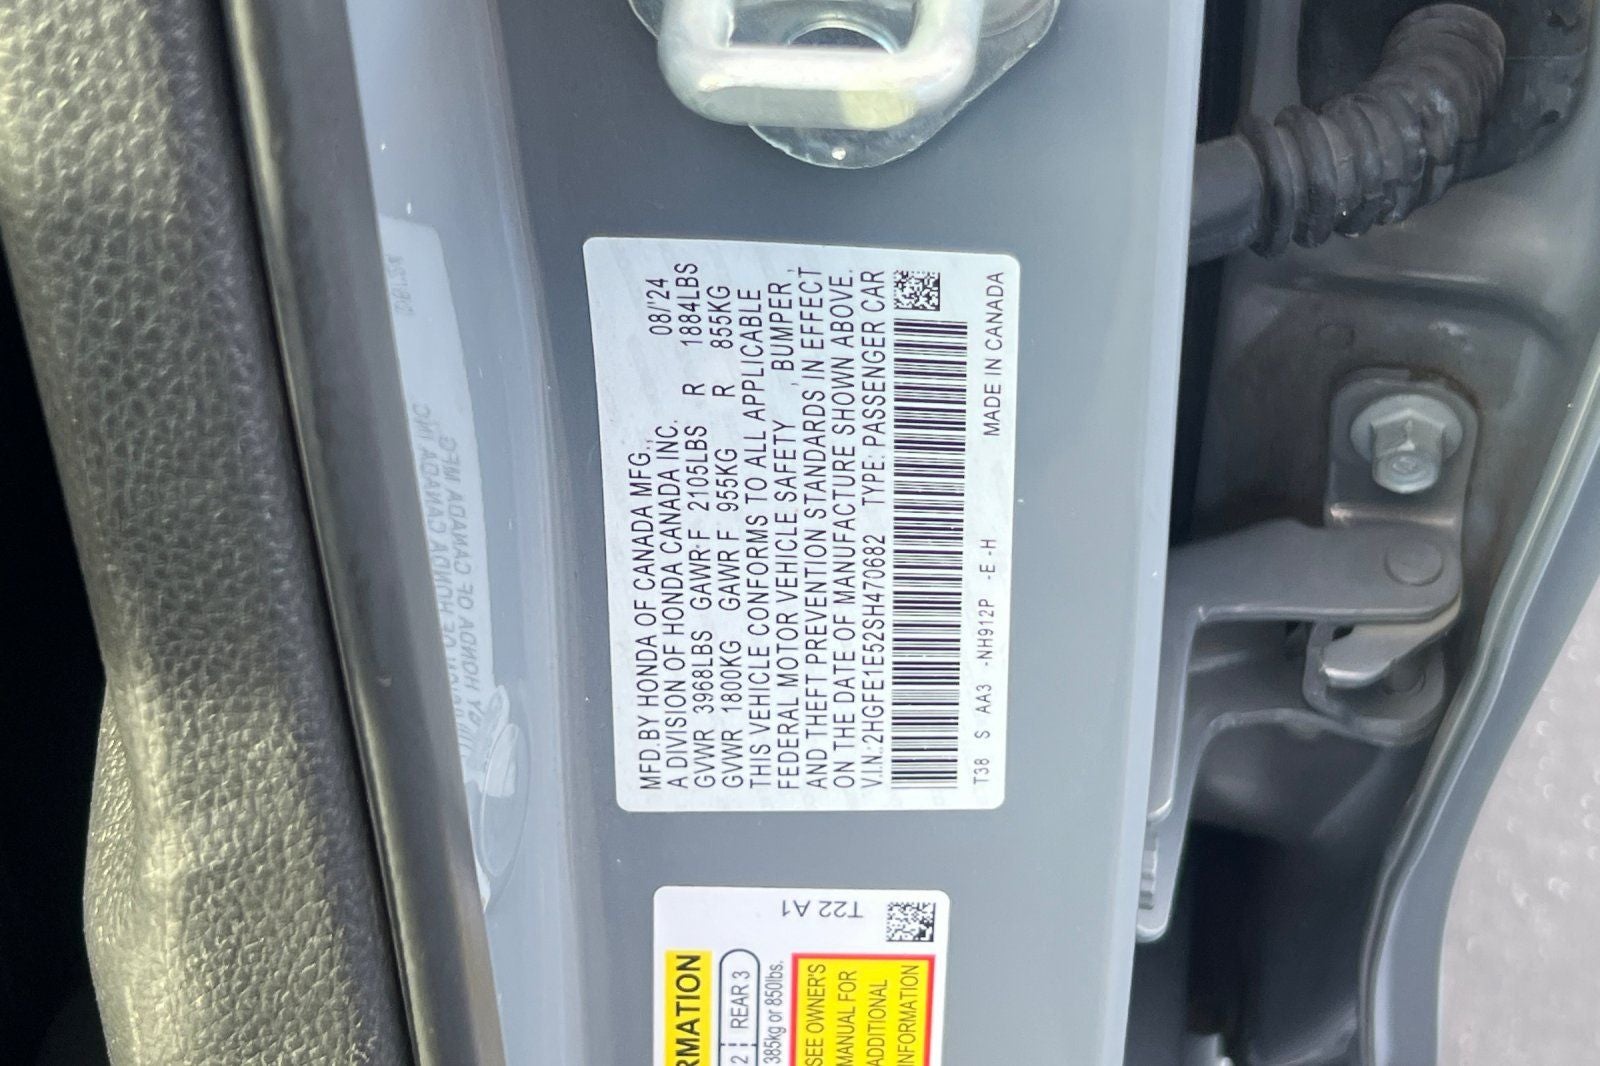 MFD.BY HONDA OF CANADA MFG., 08/'24
A DIVISION OF HONDA CANADA INC.
GVWR 3968LBS GAWR F 2105LBS R 1884LBS
GVWR 1800KG GAWR F 955KG R 855KG
THIS VEHICLE CONFORMS TO ALL APPLICABLE
FEDERAL MOTOR VEHICLE SAFETY , BUMPER,
AND THEFT PREVENTION STANDARDS IN EFFECT
ON THE DATE OF MANUFACTURE SHOWN ABOVE.
V.I.N.:2HGFE1E52SH470682 TYPE: PASSENGER CAR
T38 S AA3 -NH912P -E -H MADE IN CANADA
T22 A1
RMATION
2 REAR 3
385kg or 850lbs.
SEE OWNER'S
MANUAL FOR
ADDITIONAL
INFORMATION